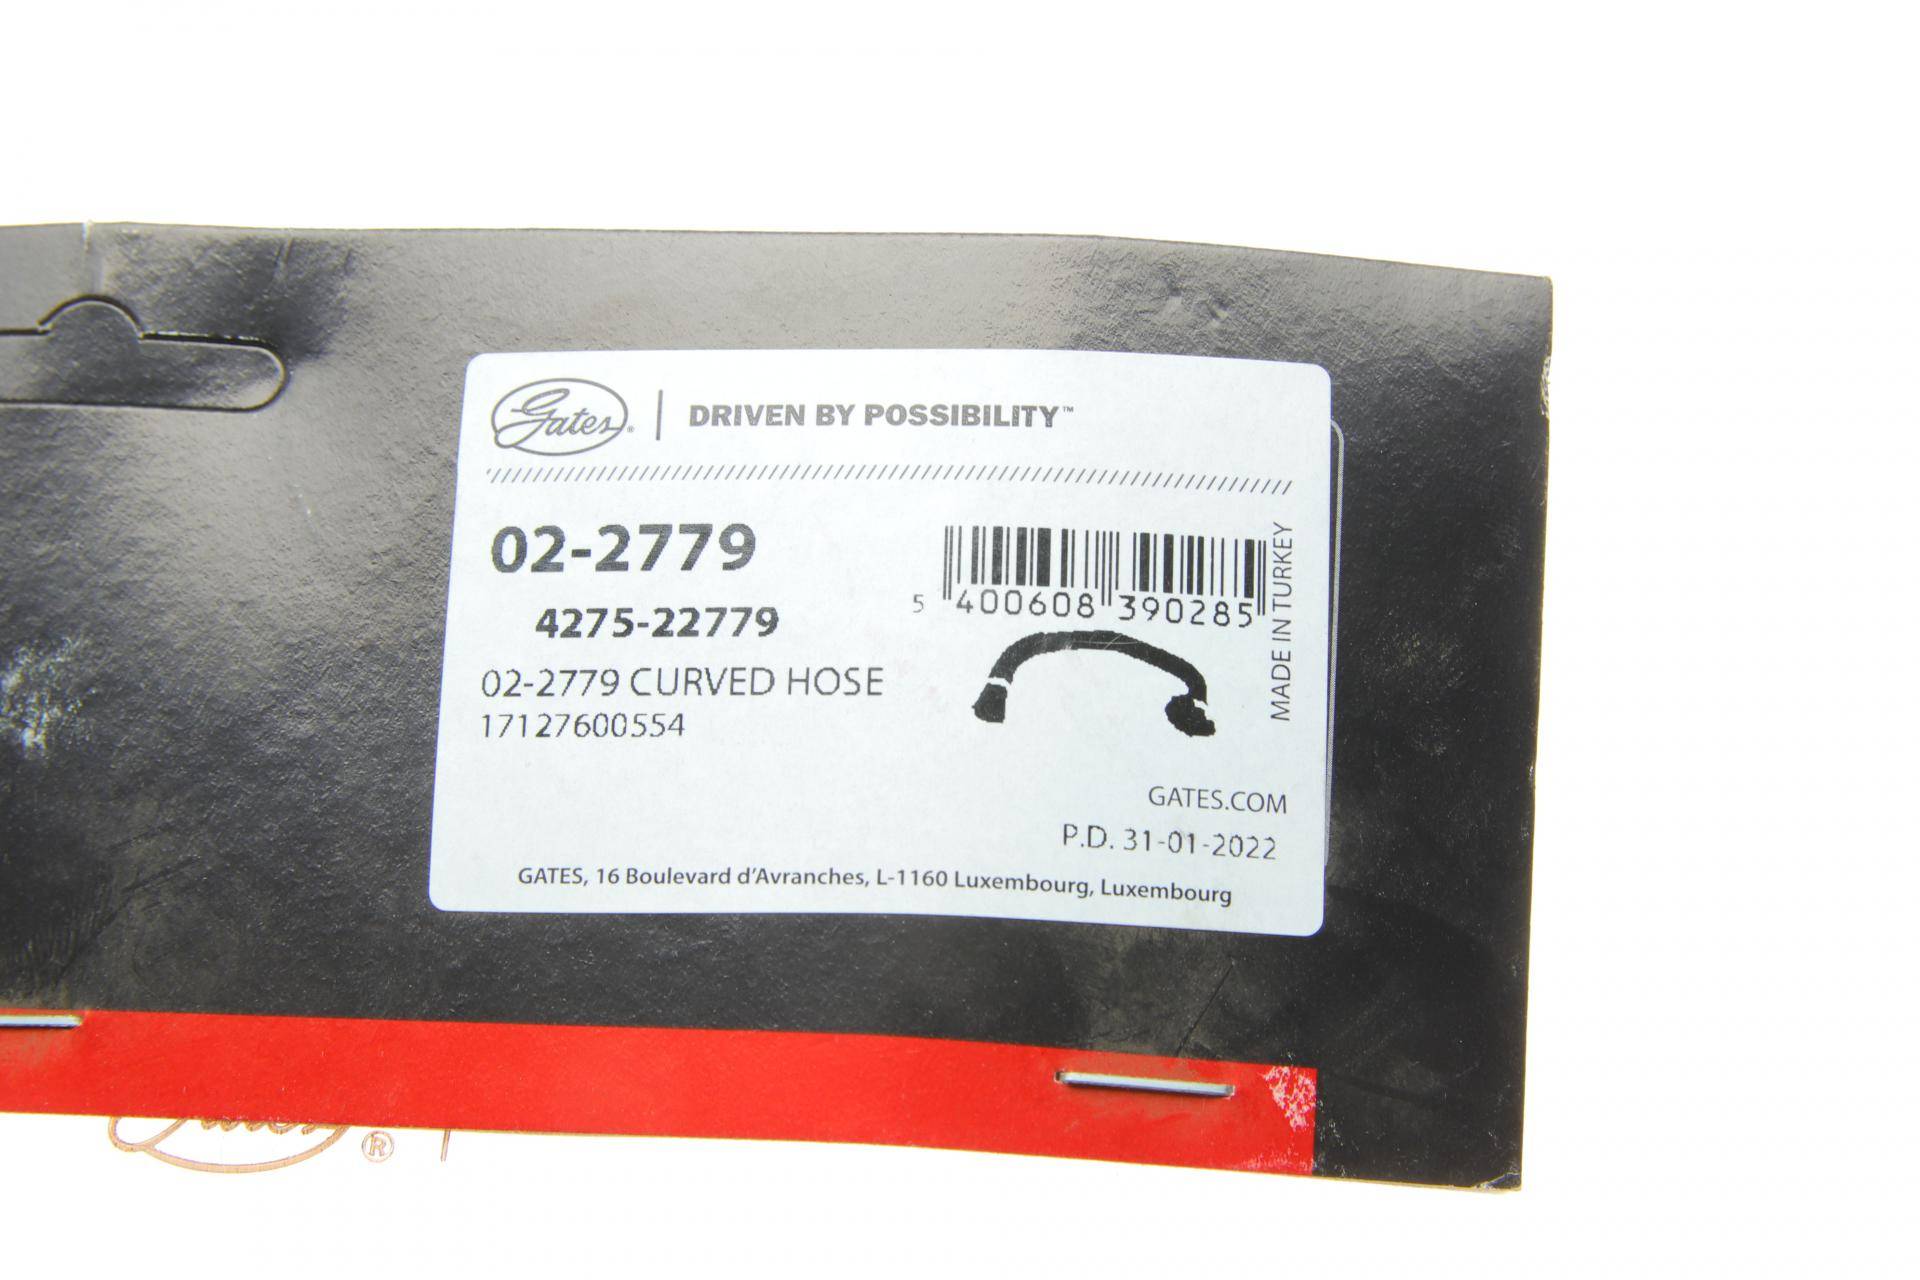 Gates® | DRIVEN BY POSSIBILITY™
02-2779
4275-22779
02-2779 CURVED HOSE
17127600554
5 400608 390285
MADE IN TURKEY
GATES.COM
P.D. 31-01-2022
GATES, 16 Boulevard d'Avranches, L-1160 Luxembourg, Luxembourg
Gates®